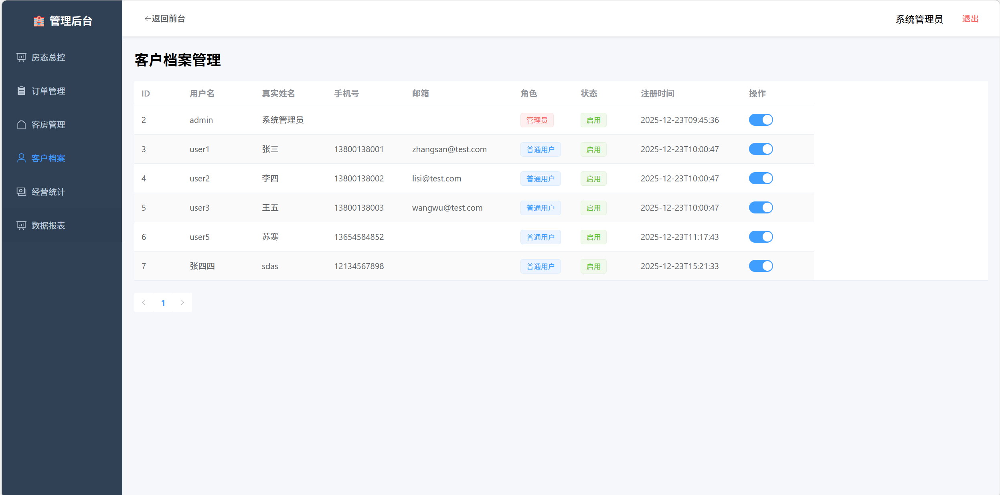 管理后台
←返回前台
系统管理员 退出
房态总控
订单管理
客房管理
客户档案
经营统计
数据报表
客户档案管理
ID 用户名 真实姓名 手机号 邮箱 角色 状态 注册时间 操作
2 admin 系统管理员 管理员 启用 2025-12-23T09:45:36
3 user1 张三 13800138001 zhangsan@test.com 普通用户 启用 2025-12-23T10:00:47
4 user2 李四 13800138002 lisi@test.com 普通用户 启用 2025-12-23T10:00:47
5 user3 王五 13800138003 wangwu@test.com 普通用户 启用 2025-12-23T10:00:47
6 user5 苏寒 13654584852 普通用户 启用 2025-12-23T11:17:43
7 张四四 sdas 12134567898 普通用户 启用 2025-12-23T15:21:33
1